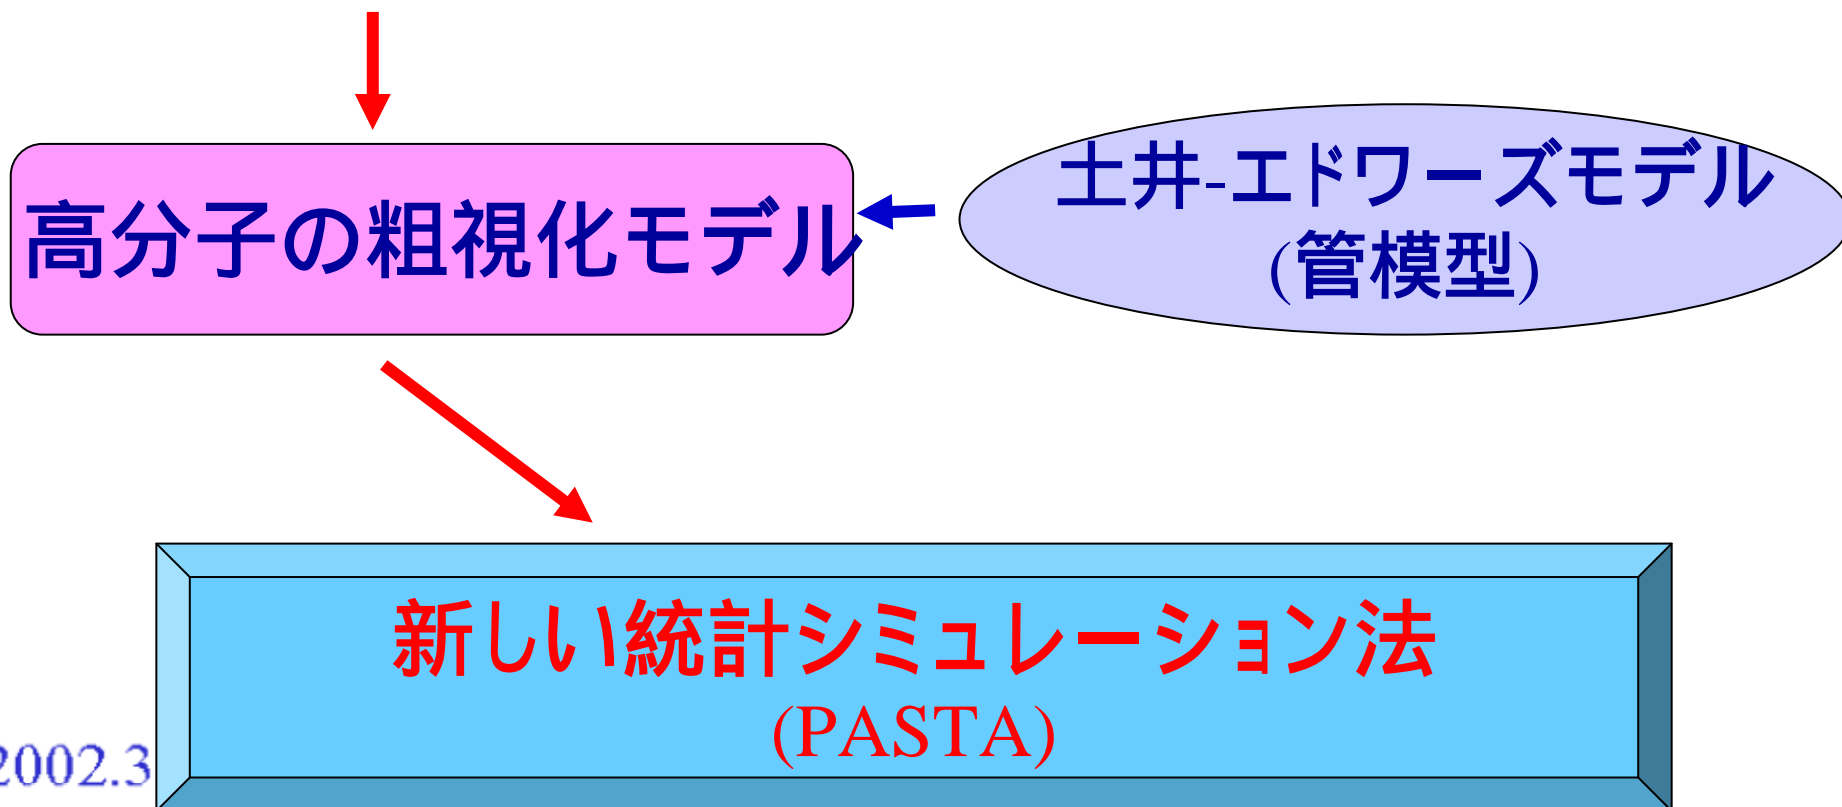 高分子の粗視化モデル
土井-エドワーズモデル
(管模型)
新しい統計シミュレーション法
(PASTA)
2002.3